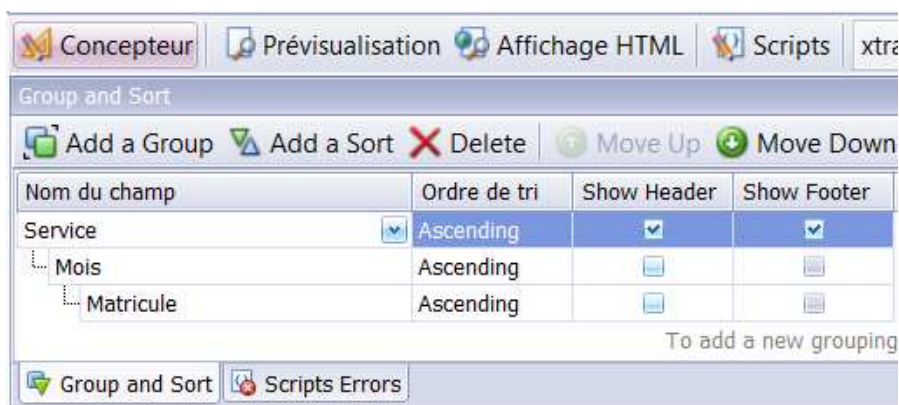 Concepteur Prévisualisation Affichage HTML Scripts xtra
Group and Sort
Add a Group Add a Sort Delete Move Up Move Down
Nom du champ Ordre de tri Show Header Show Footer
Service Ascending
Mois Ascending
Matricule Ascending
To add a new grouping
Group and Sort Scripts Errors